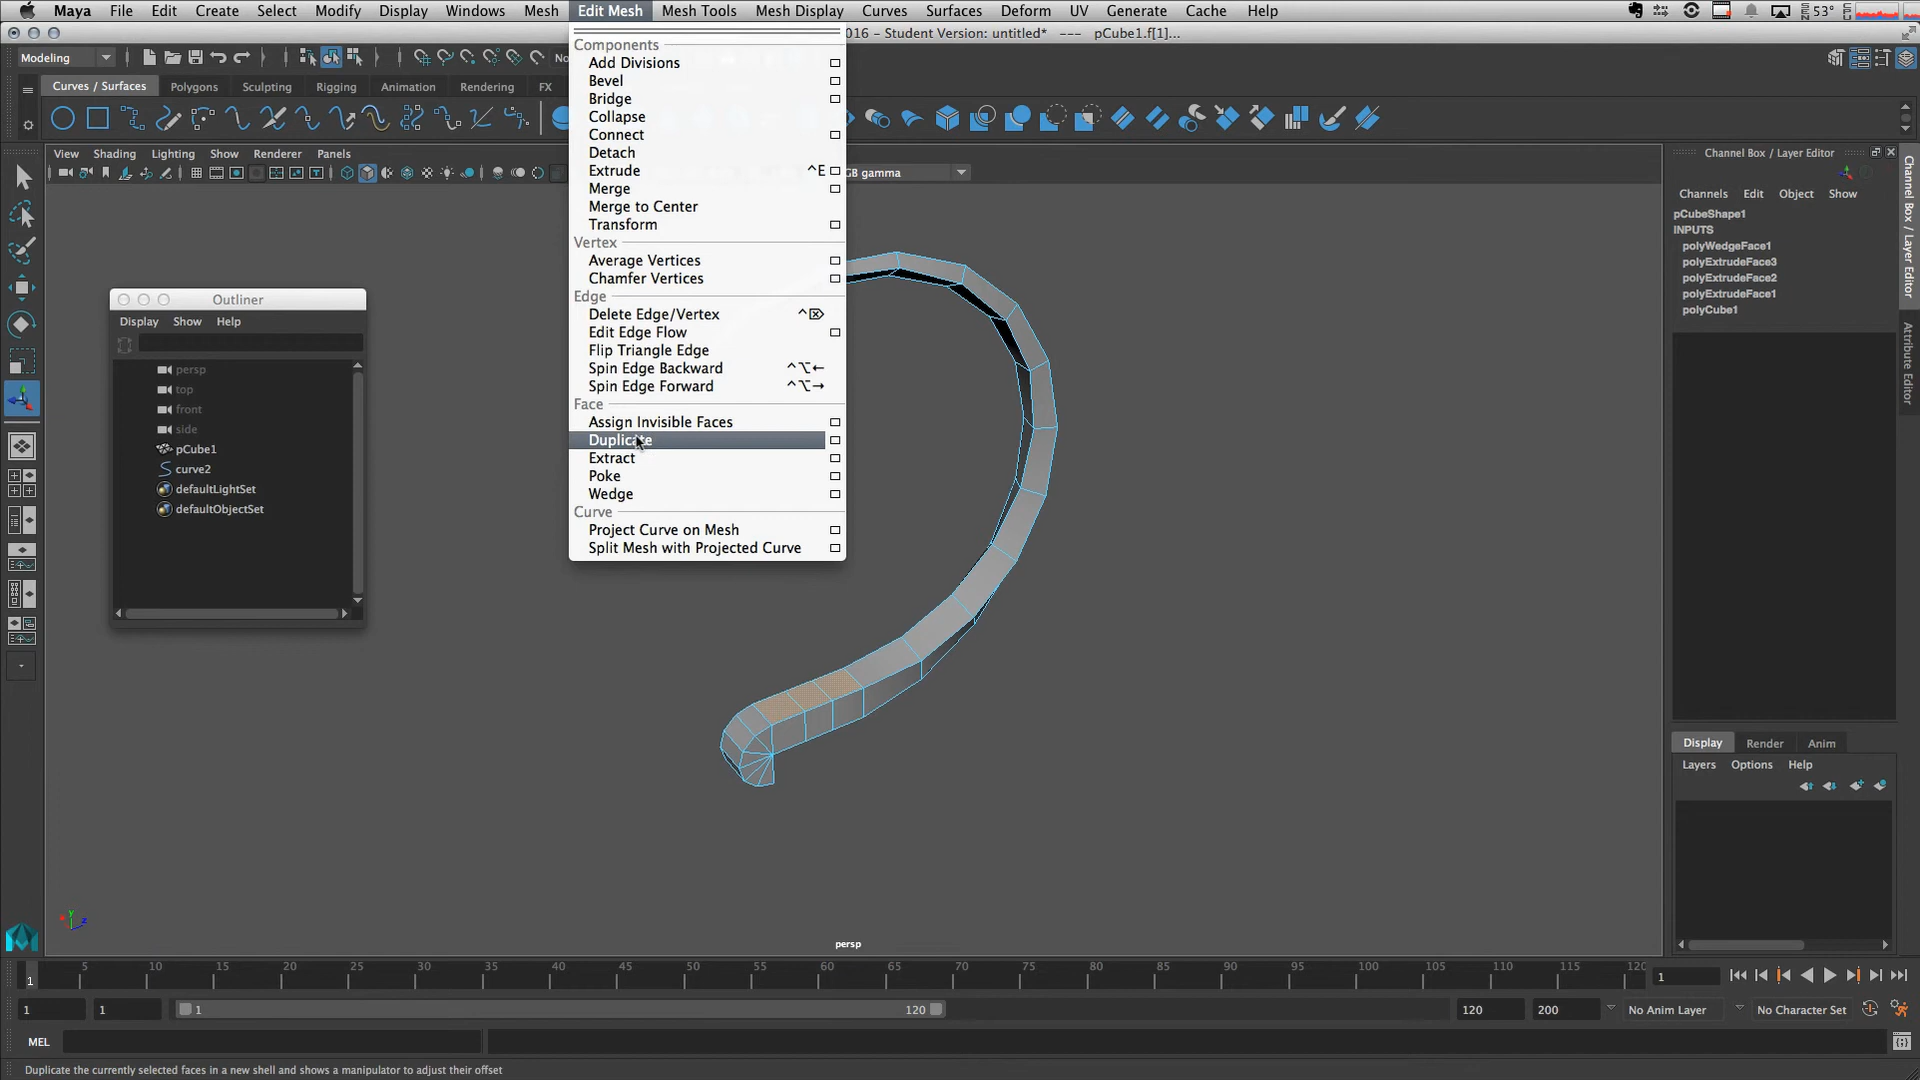 Maya File Edit Create Select Modify Display Windows Mesh Edit Mesh Mesh Tools Mesh Display Curves Surfaces Deform UV Generate Cache Help
53°
2016 - Student Version: untitled* --- pCube1.f[1]...
Modeling
No
Curves / Surfaces Polygons Sculpting Rigging Animation Rendering FX
View Shading Lighting Show Renderer Panels
GB gamma
Components
Add Divisions
Bevel
Bridge
Collapse
Connect
Detach
Extrude ^E
Merge
Merge to Center
Transform
Vertex
Average Vertices
Chamfer Vertices
Edge
Delete Edge/Vertex ^⌦
Edit Edge Flow
Flip Triangle Edge
Spin Edge Backward ^⌥←
Spin Edge Forward ^⌥→
Face
Assign Invisible Faces
Duplicate
Extract
Poke
Wedge
Curve
Project Curve on Mesh
Split Mesh with Projected Curve
Outliner
Display Show Help
persp
top
front
side
pCube1
curve2
defaultLightSet
defaultObjectSet
Channel Box / Layer Editor
Channels Edit Object Show
pCubeShape1
INPUTS
polyWedgeFace1
polyExtrudeFace3
polyExtrudeFace2
polyExtrudeFace1
polyCube1
Channel Box / Layer Editor
Attribute Editor
Display Render Anim
Layers Options Help
y
z
persp
1 5 10 15 20 25 30 35 40 45 50 55 60 65 70 75 80 85 90 95 100 105 110 115 120
1
1 1 1 120 120 200 No Anim Layer No Character Set
MEL
Duplicate the currently selected faces in a new shell and shows a manipulator to adjust their offset